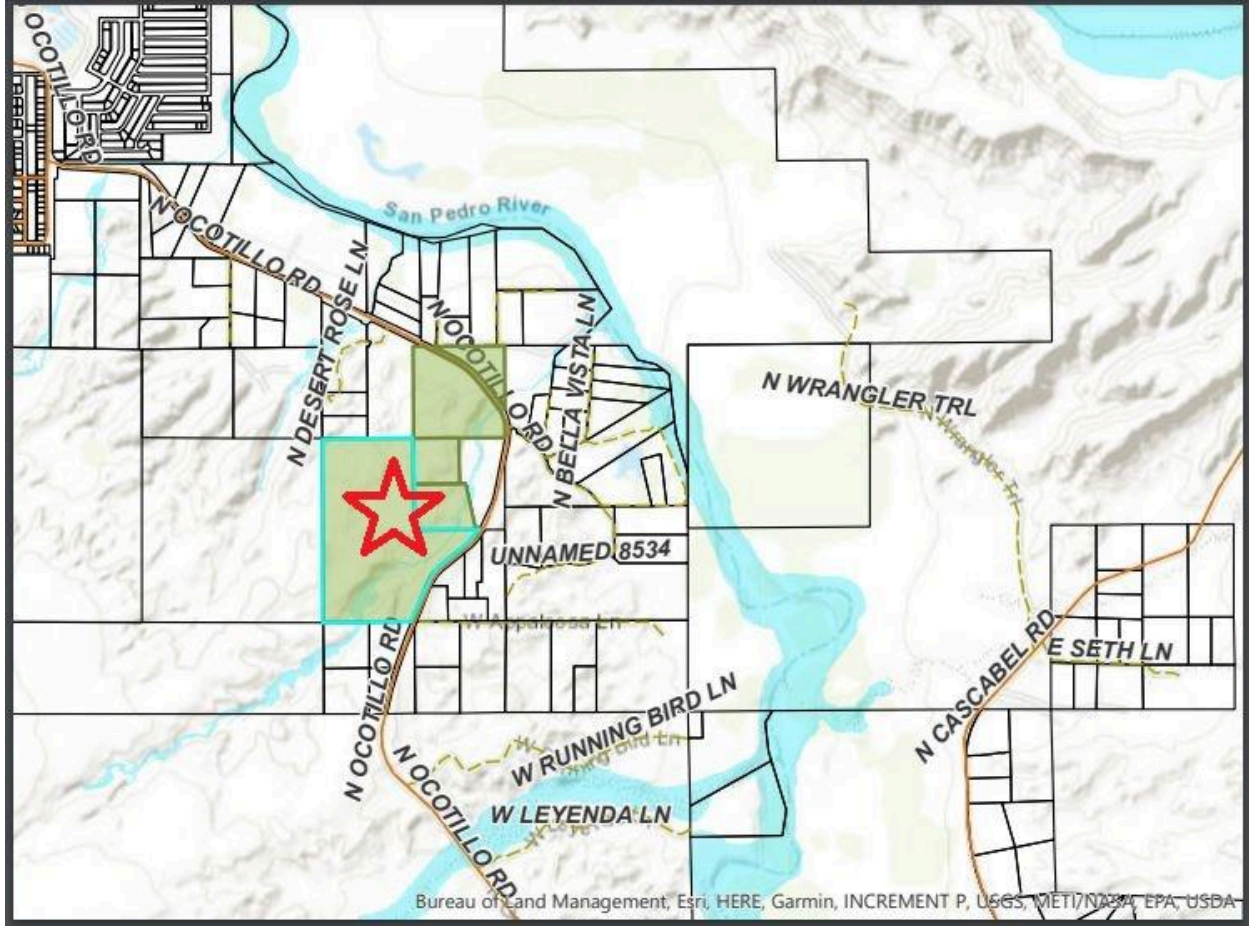 OCOTILLO RD
N OCOTILLO RD
San Pedro River
N DESERT ROSE LN
N OCOTILLO RD
N BELLA VISTA LN
N WRANGLER TRL
N Wrangler Trl
UNNAMED 8534
W Appaloosa Ln
N OCOTILLO RD
E SETH LN
N CASCABEL RD
W RUNNING BIRD LN
N OCOTILLO RD
W LEYENDA LN
Bureau of Land Management, Esri, HERE, Garmin, INCREMENT P, USGS, METI/NASA, EPA, USDA